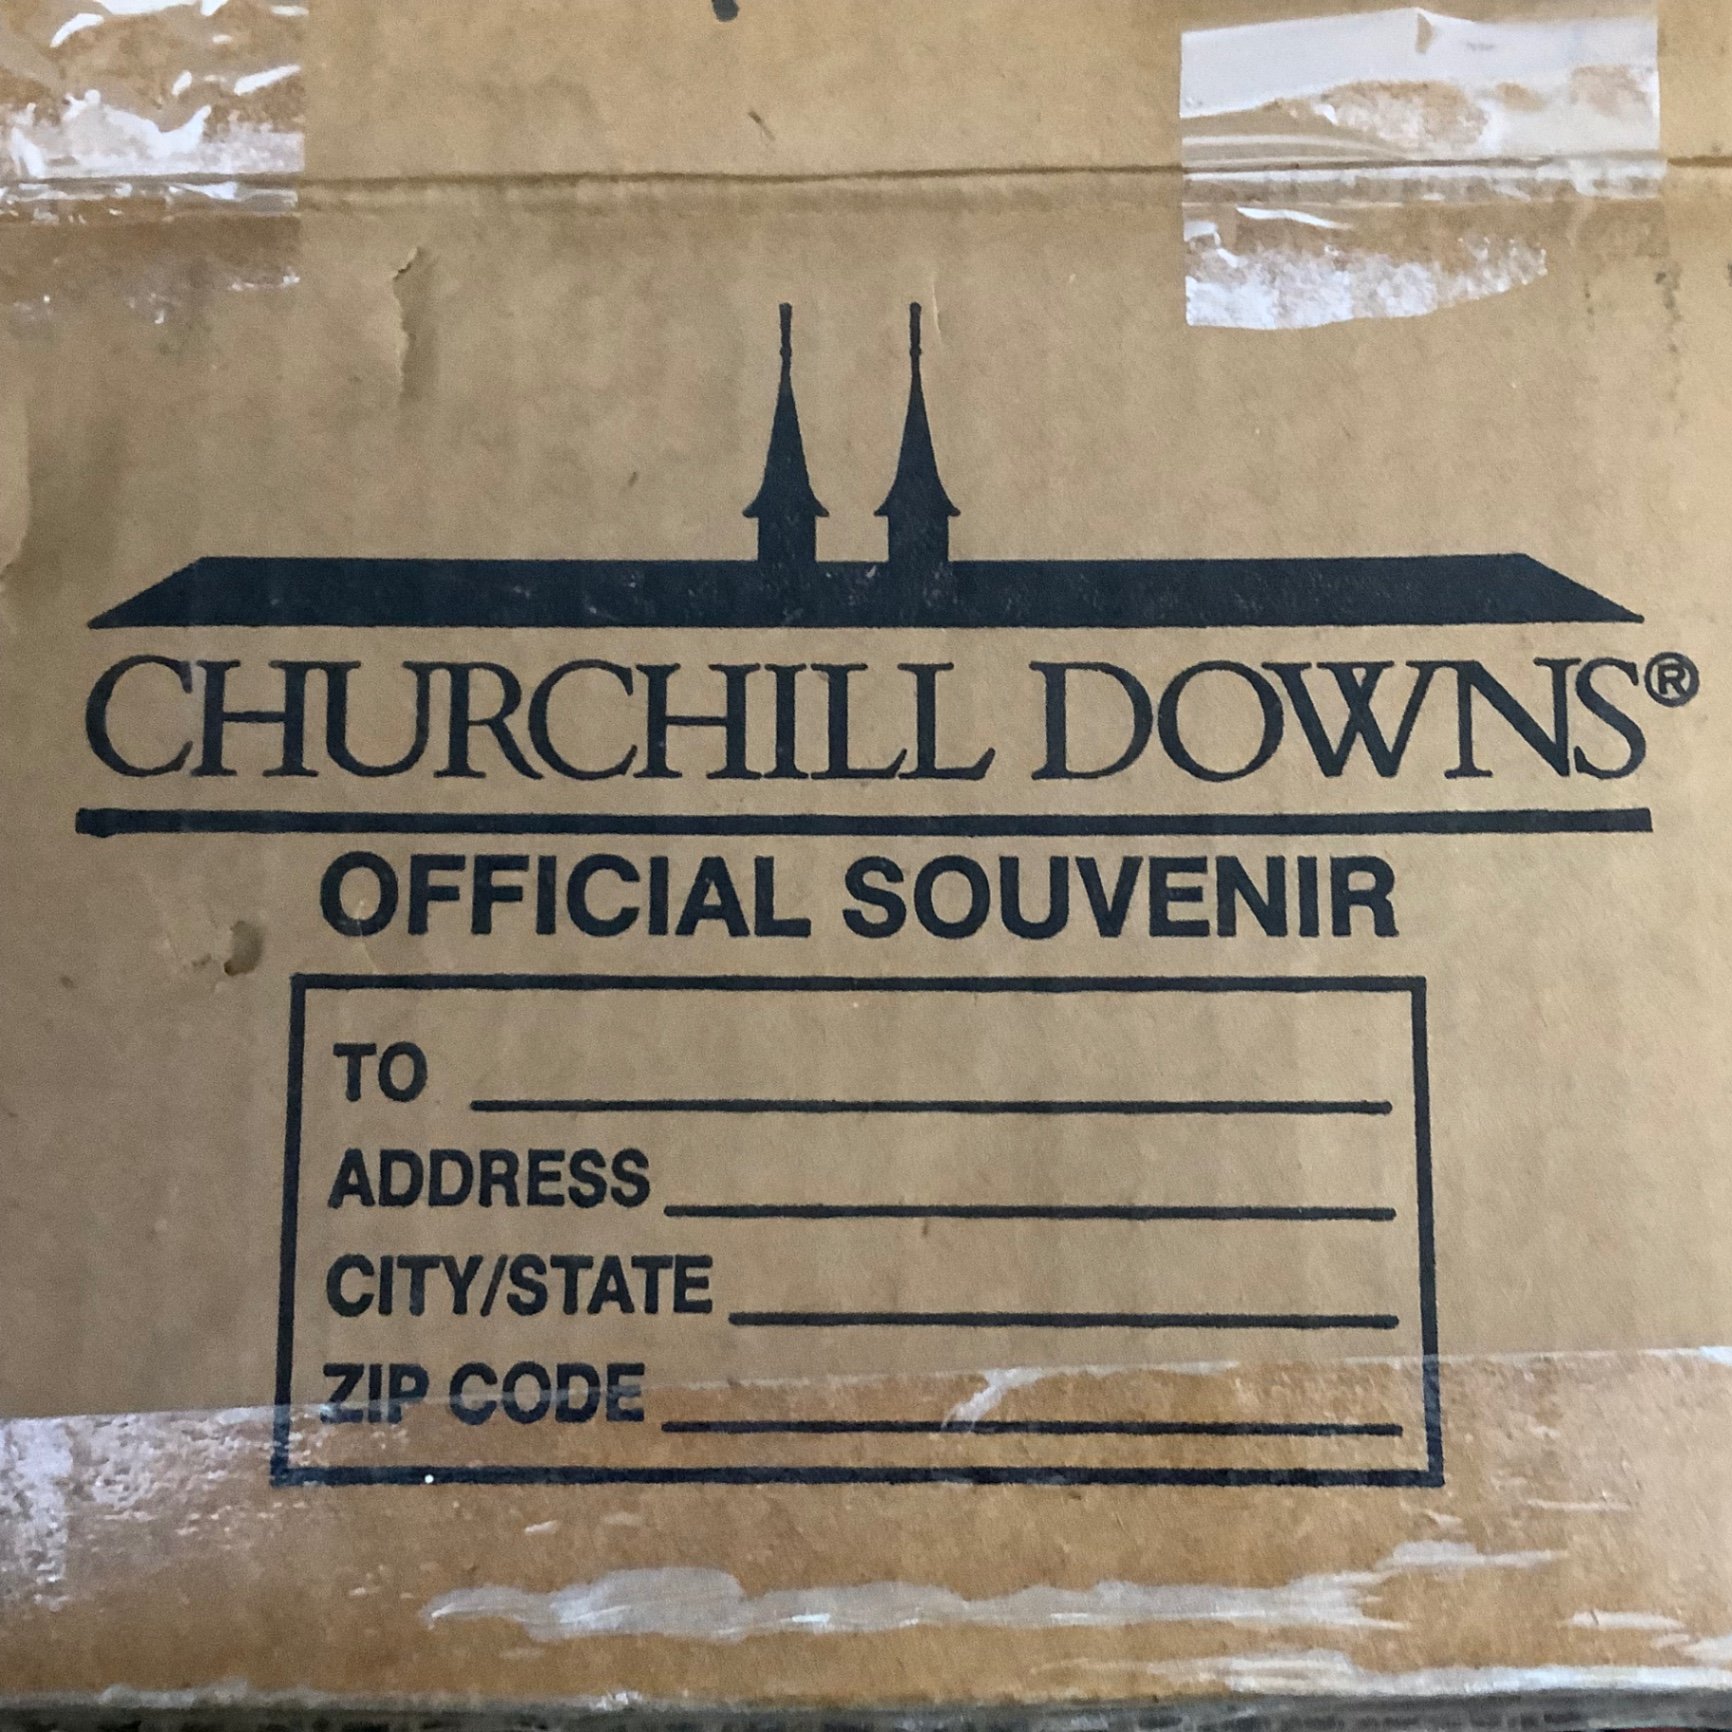 CHURCHILL DOWNS®
OFFICIAL SOUVENIR
TO
ADDRESS
CITY/STATE
ZIP CODE